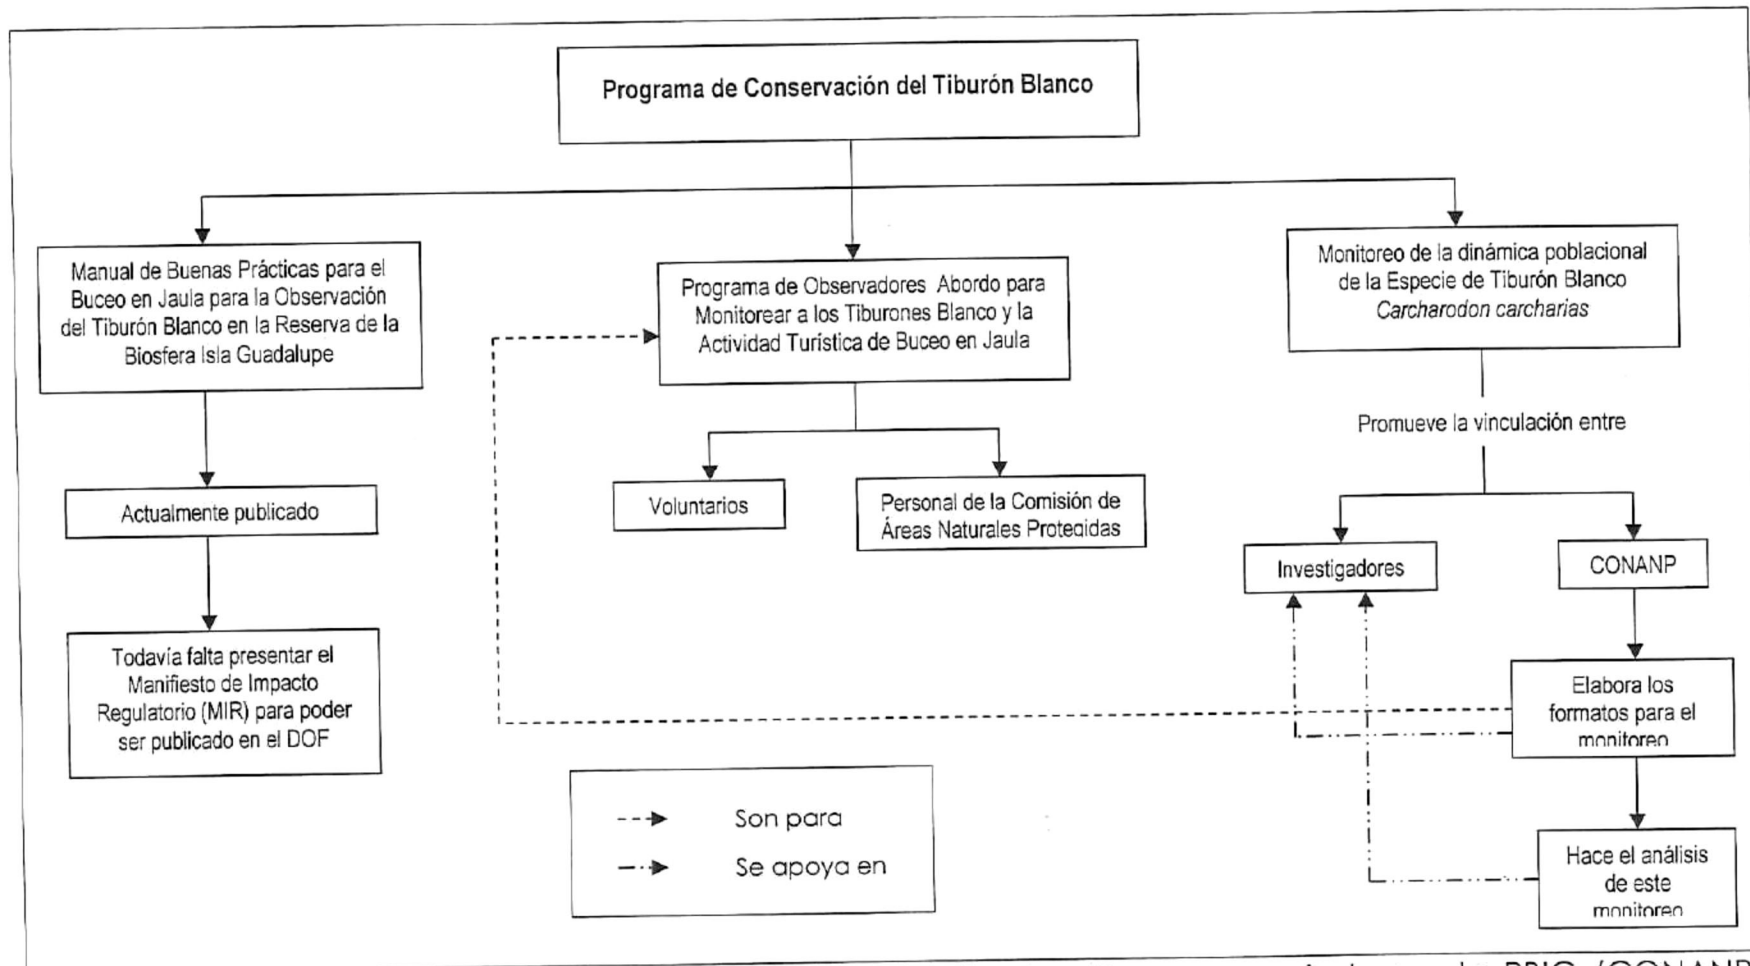 Programa de Conservación del Tiburón Blanco
Manual de Buenas Prácticas para el
Buceo en Jaula para la Observación
del Tiburón Blanco en la Reserva de la
Biosfera Isla Guadalupe
Actualmente publicado
Todavía falta presentar el
Manifiesto de Impacto
Regulatorio (MIR) para poder
ser publicado en el DOF
Programa de Observadores Abordo para
Monitorear a los Tiburones Blanco y la
Actividad Turística de Buceo en Jaula
Voluntarios
Personal de la Comisión de
Áreas Naturales Protegidas
Monitoreo de la dinámica poblacional
de la Especie de Tiburón Blanco
Carcharodon carcharias
Promueve la vinculación entre
Investigadores
CONANP
Elabora los
formatos para el
monitoreo
Hace el análisis
de este
monitoreo
Son para
Se apoya en
(CONANP